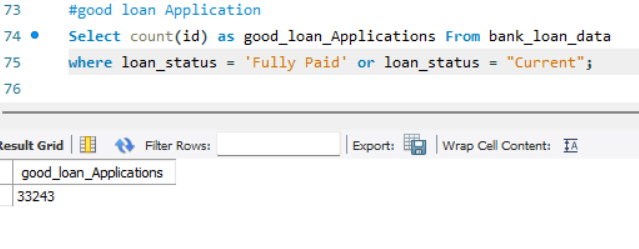 73 #good loan Application
74 Select count(id) as good_loan_Applications From bank_loan_data
75 where loan_status = 'Fully Paid' or loan_status = "Current";
76
Result Grid Filter Rows: Export: Wrap Cell Content: IA
good_loan_Applications
33243